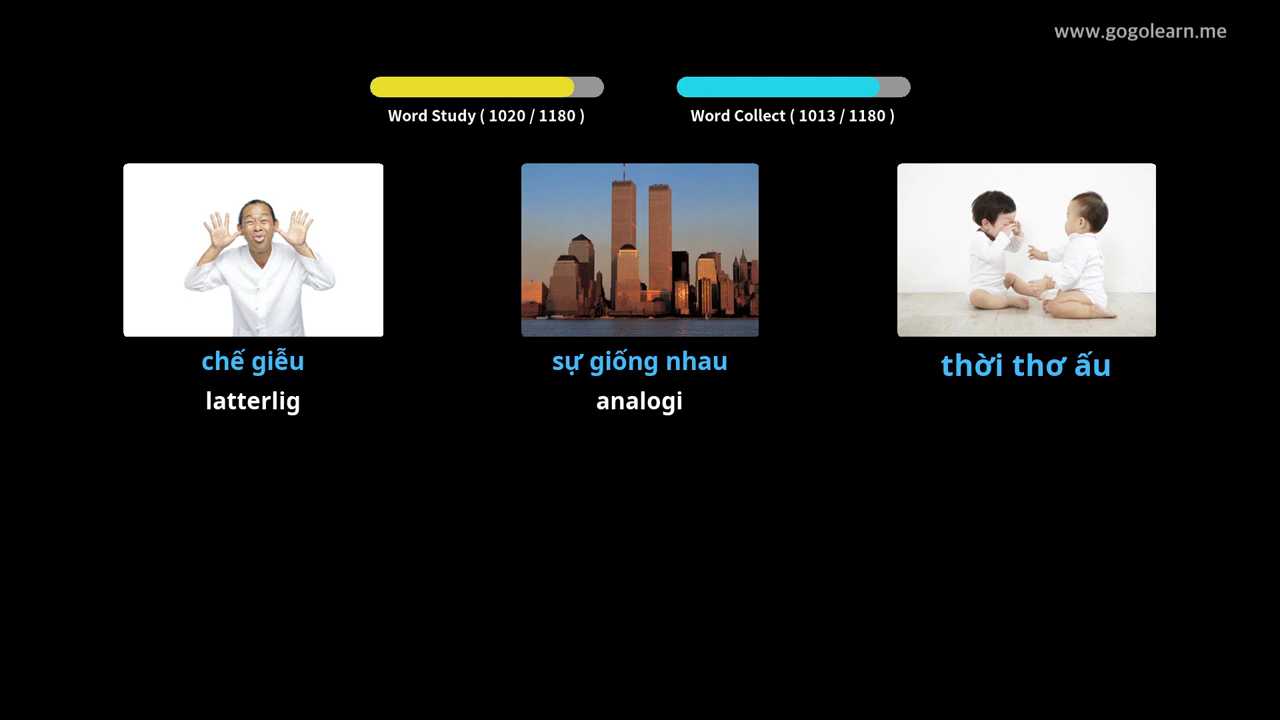 www.gogolearn.me
Word Study ( 1020 / 1180 )
Word Collect ( 1013 / 1180 )
chế giễu
latterlig
sự giống nhau
analogi
thời thơ ấu